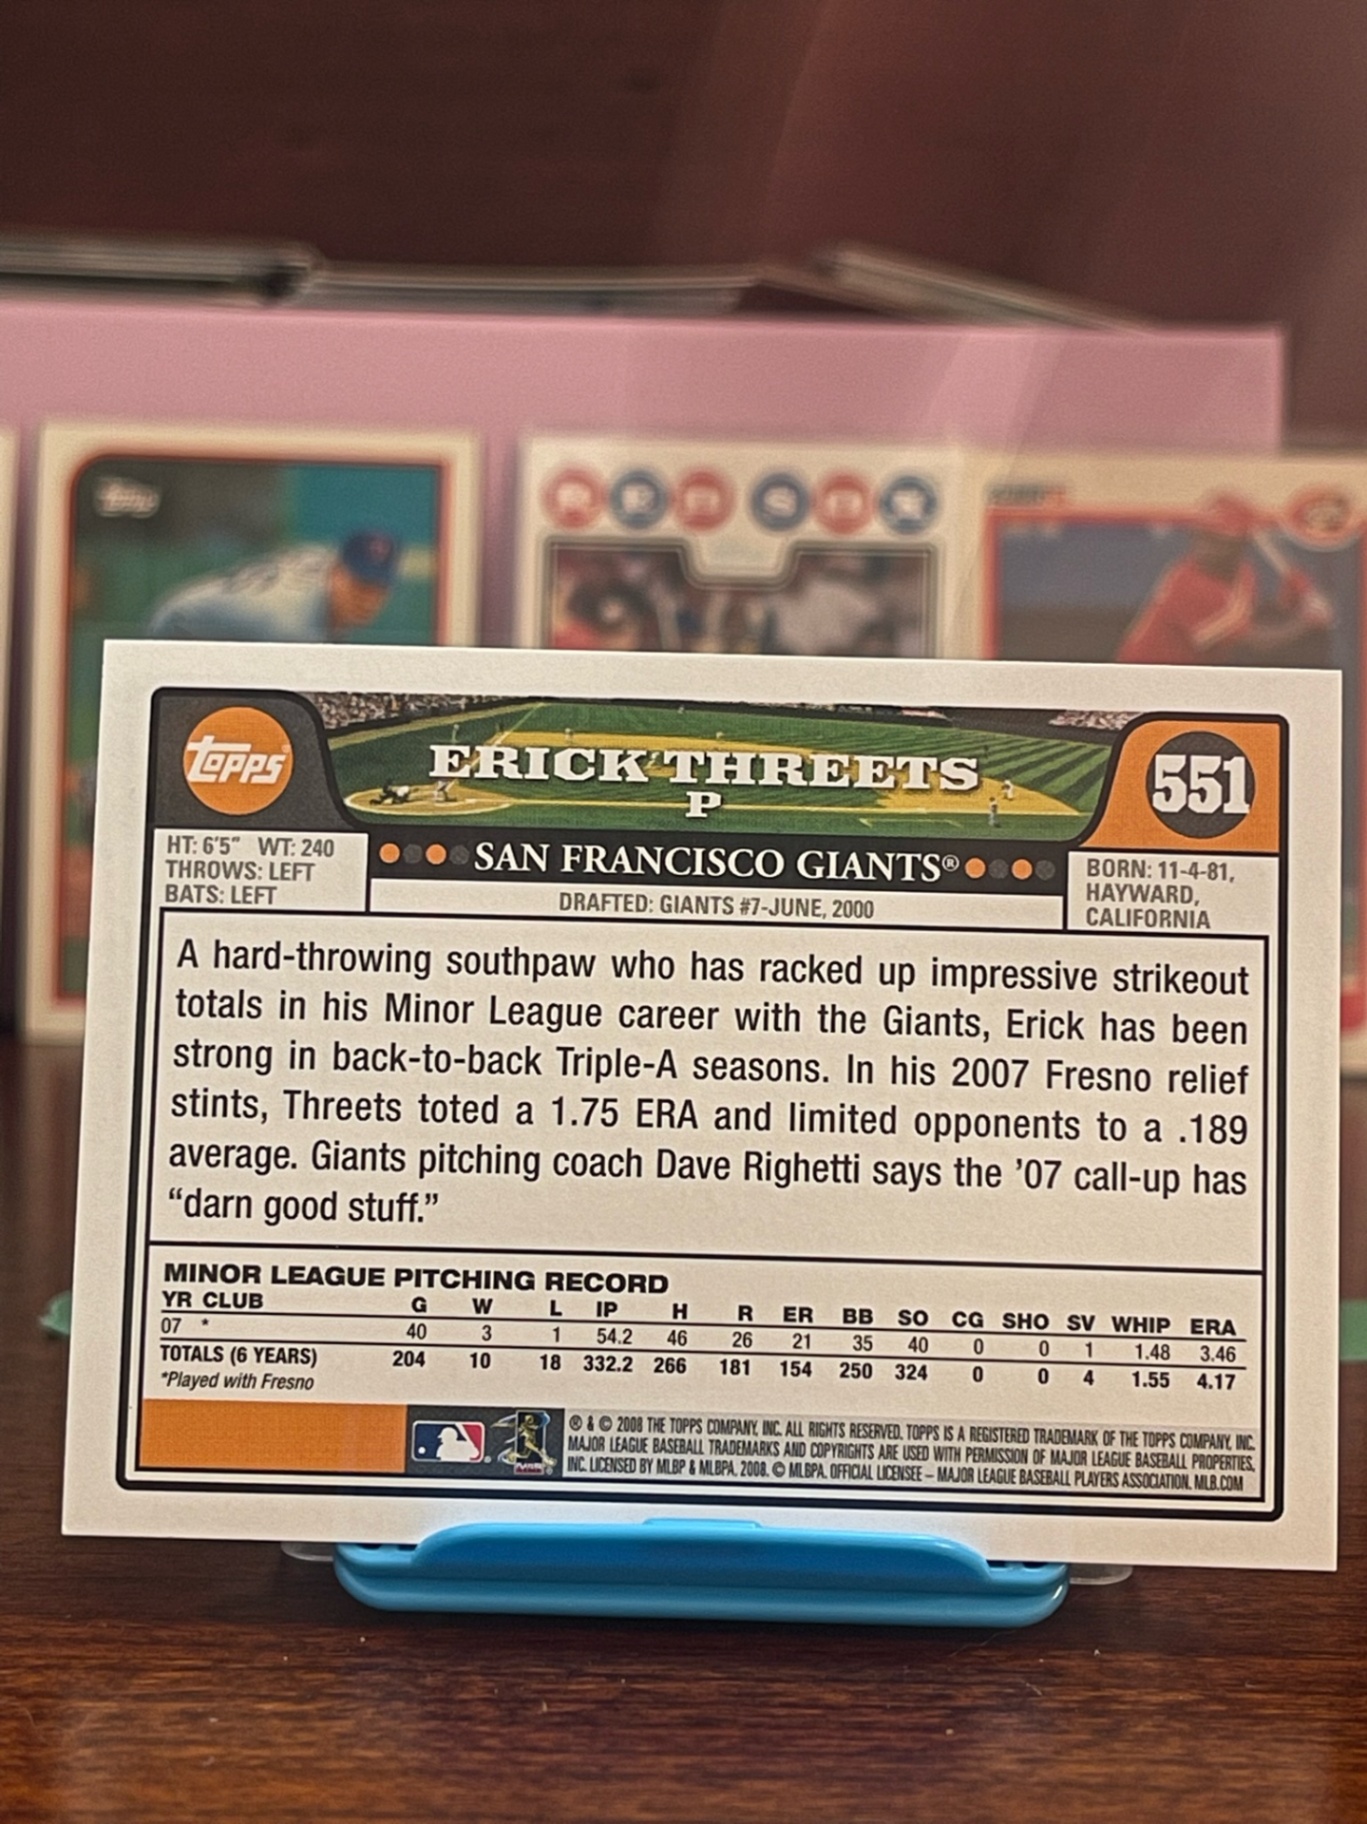 Topps
RED SOX
topps
ERICK THREETS
P
551
HT: 6'5" WT: 240
THROWS: LEFT
BATS: LEFT
SAN FRANCISCO GIANTS®
DRAFTED: GIANTS #7-JUNE, 2000
BORN: 11-4-81,
HAYWARD,
CALIFORNIA
A hard-throwing southpaw who has racked up impressive strikeout
totals in his Minor League career with the Giants, Erick has been
strong in back-to-back Triple-A seasons. In his 2007 Fresno relief
stints, Threets toted a 1.75 ERA and limited opponents to a .189
average. Giants pitching coach Dave Righetti says the ’07 call-up has
“darn good stuff.”
MINOR LEAGUE PITCHING RECORD
YR CLUB G W L IP H R ER BB SO CG SHO SV WHIP ERA
07 * 40 3 1 54.2 46 26 21 35 40 0 0 1 1.48 3.46
TOTALS (6 YEARS) 204 10 18 332.2 266 181 154 250 324 0 0 4 1.55 4.17
*Played with Fresno
® & © 2008 THE TOPPS COMPANY, INC. ALL RIGHTS RESERVED. TOPPS IS A REGISTERED TRADEMARK OF THE TOPPS COMPANY, INC.
MAJOR LEAGUE BASEBALL TRADEMARKS AND COPYRIGHTS ARE USED WITH PERMISSION OF MAJOR LEAGUE BASEBALL PROPERTIES,
INC. LICENSED BY MLBP & MLBPA. 2008. © MLBPA. OFFICIAL LICENSEE – MAJOR LEAGUE BASEBALL PLAYERS ASSOCIATION. MLB.COM